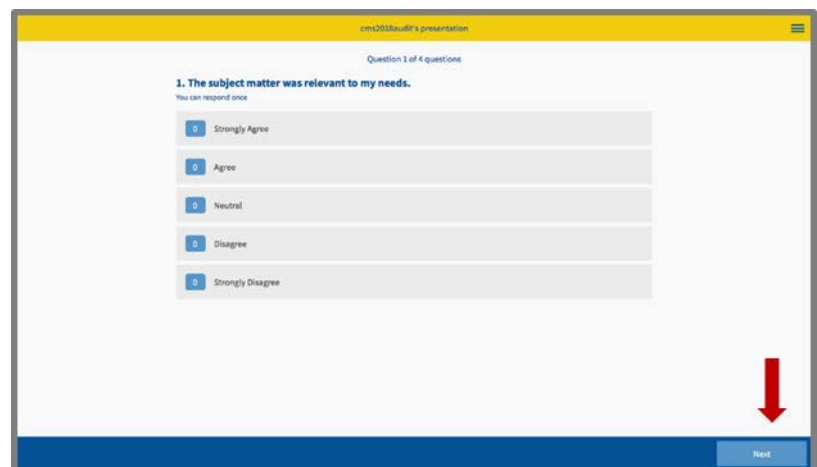 cms2018audit's presentation
Question 1 of 4 questions
1. The subject matter was relevant to my needs.
You can respond once
0 Strongly Agree
0 Agree
0 Neutral
0 Disagree
0 Strongly Disagree
Next